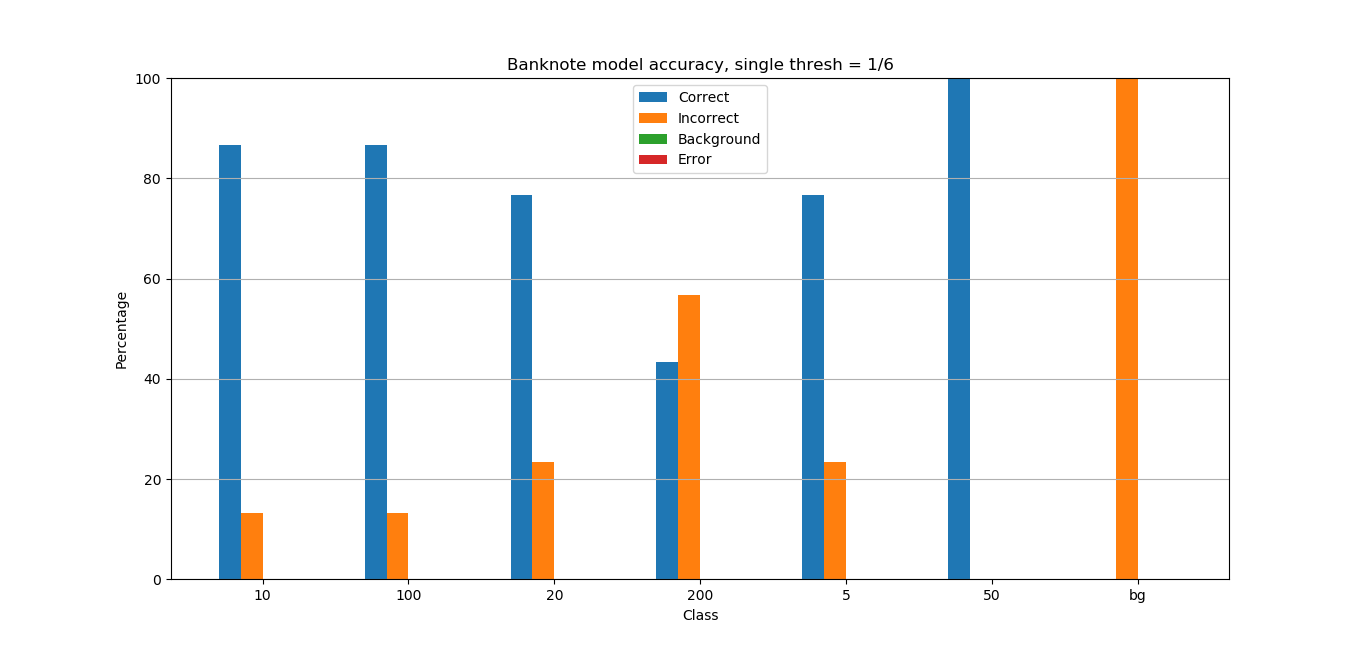 Banknote model accuracy, single thresh = 1/6
Correct
Incorrect
Background
Error
Percentage
100
80
60
40
20
0
10 100 20 200 5 50 bg
Class